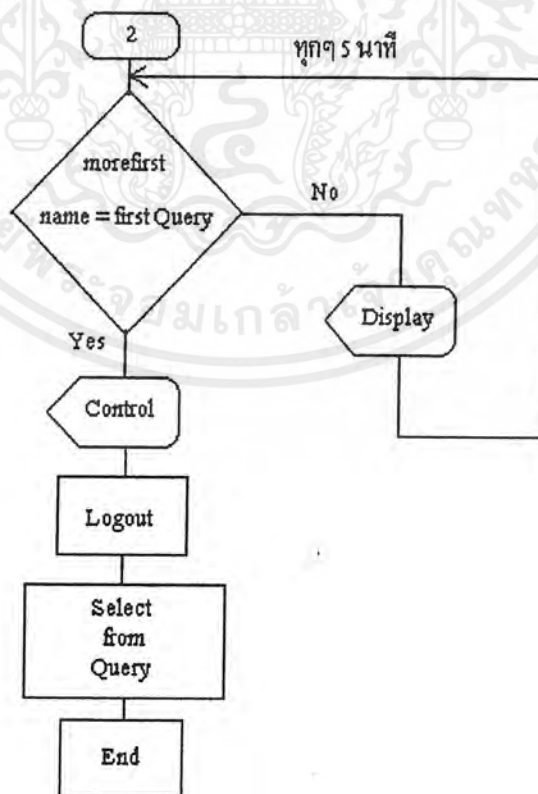 2
ทุกๆ 5 นาที
morefirst
name = first Query
No
Display
Yes
Control
Logout
Select
from
Query
End